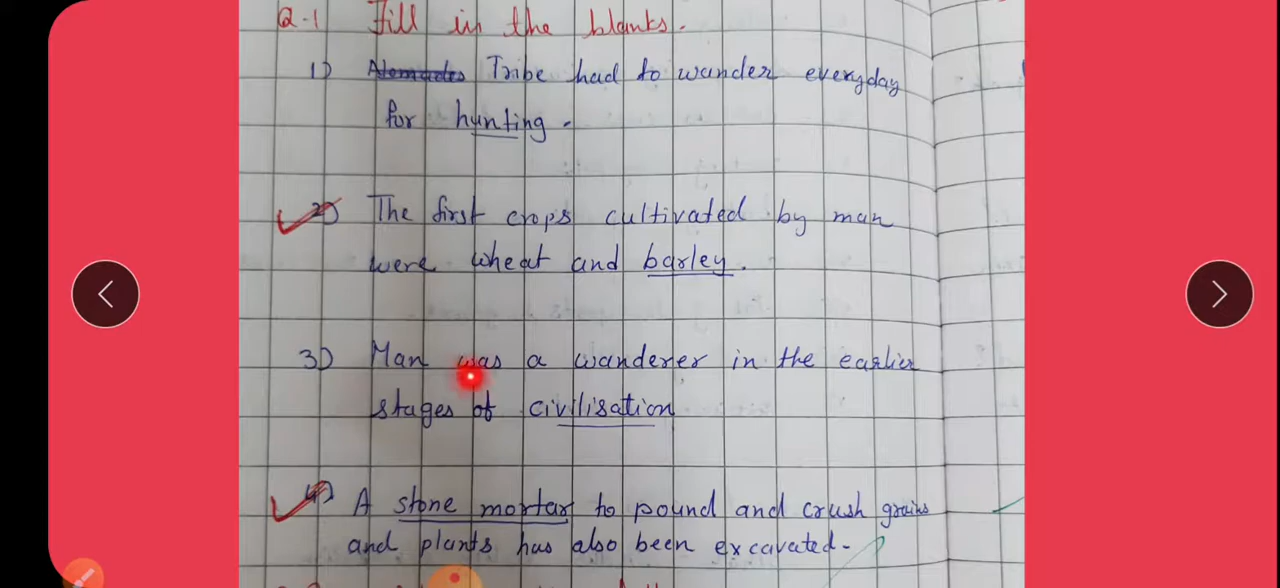 Q-1 Fill in the blanks.
1) Tribe had to wander everyday
for hunting.
2) The first crops cultivated by man
were wheat and barley.
3) Man was a wanderer in the earlier
stages of civilisation
4) A stone mortar to pound and crush grains
and plants has also been excavated.